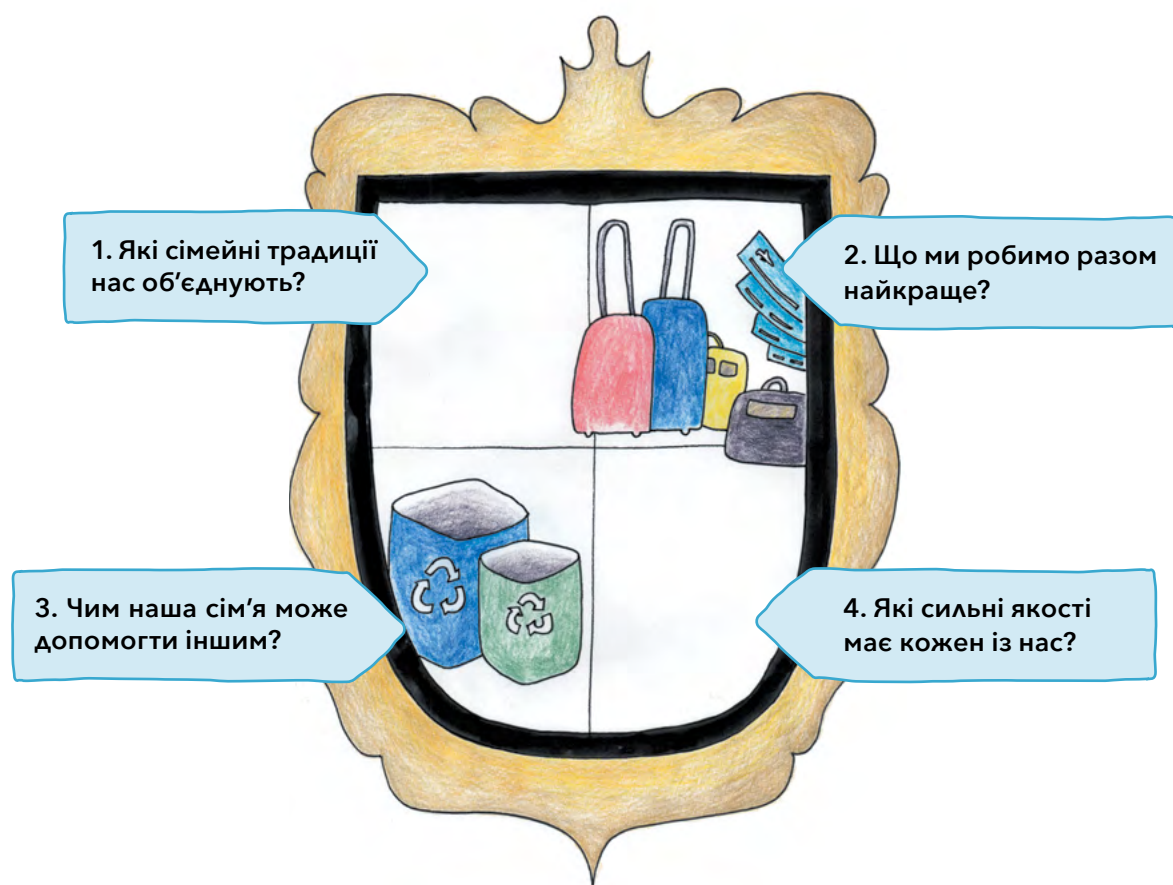 1. Які сімейні традиції
нас об’єднують?
2. Що ми робимо разом
найкраще?
3. Чим наша сім’я може
допомогти іншим?
4. Які сильні якості
має кожен із нас?